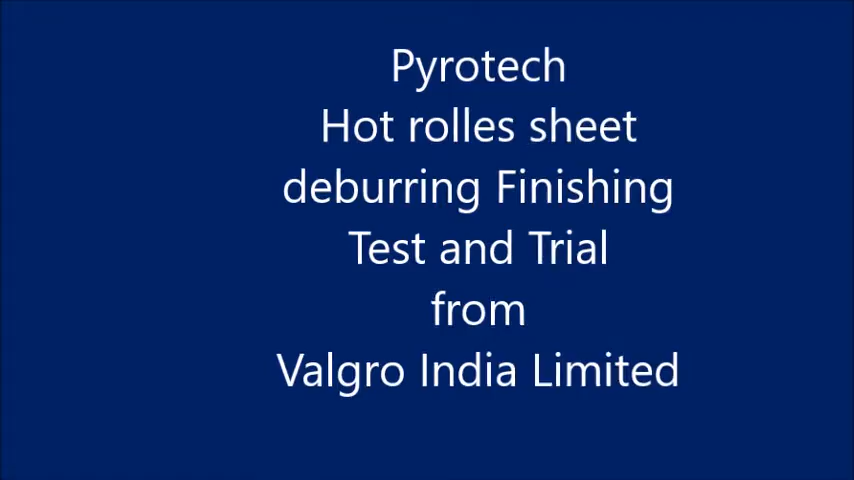 Pyrotech
Hot rolles sheet
deburring Finishing
Test and Trial
from
Valgro India Limited